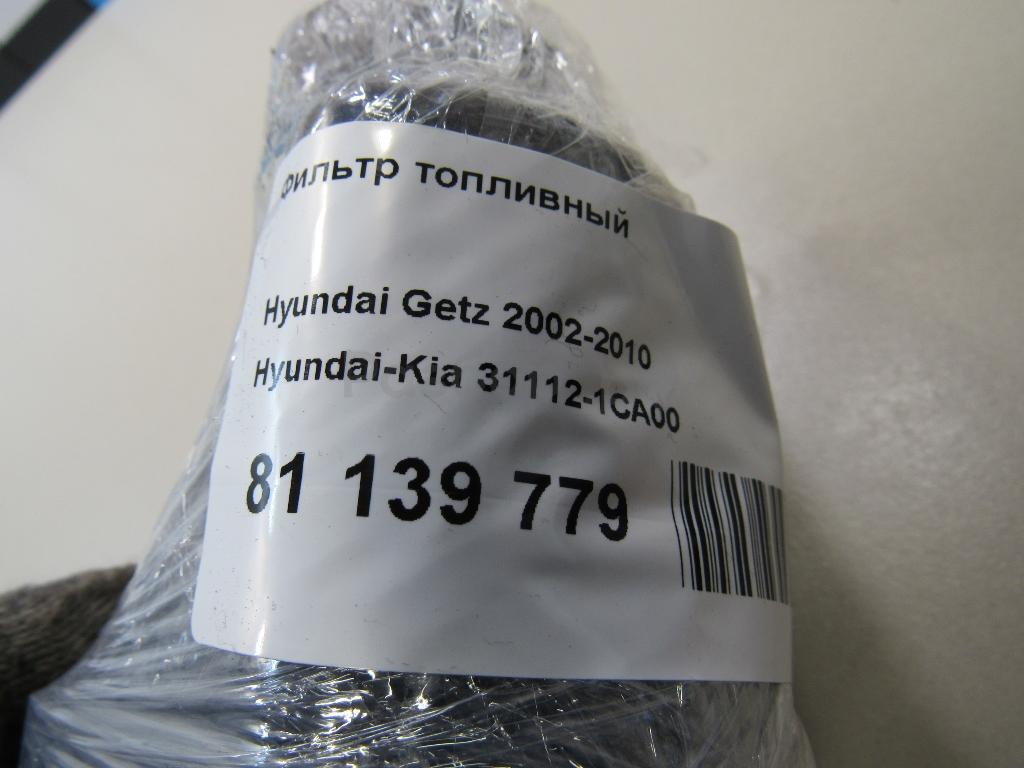 Фильтр топливный
Hyundai Getz 2002-2010
Hyundai-Kia 31112-1CA00
81 139 779